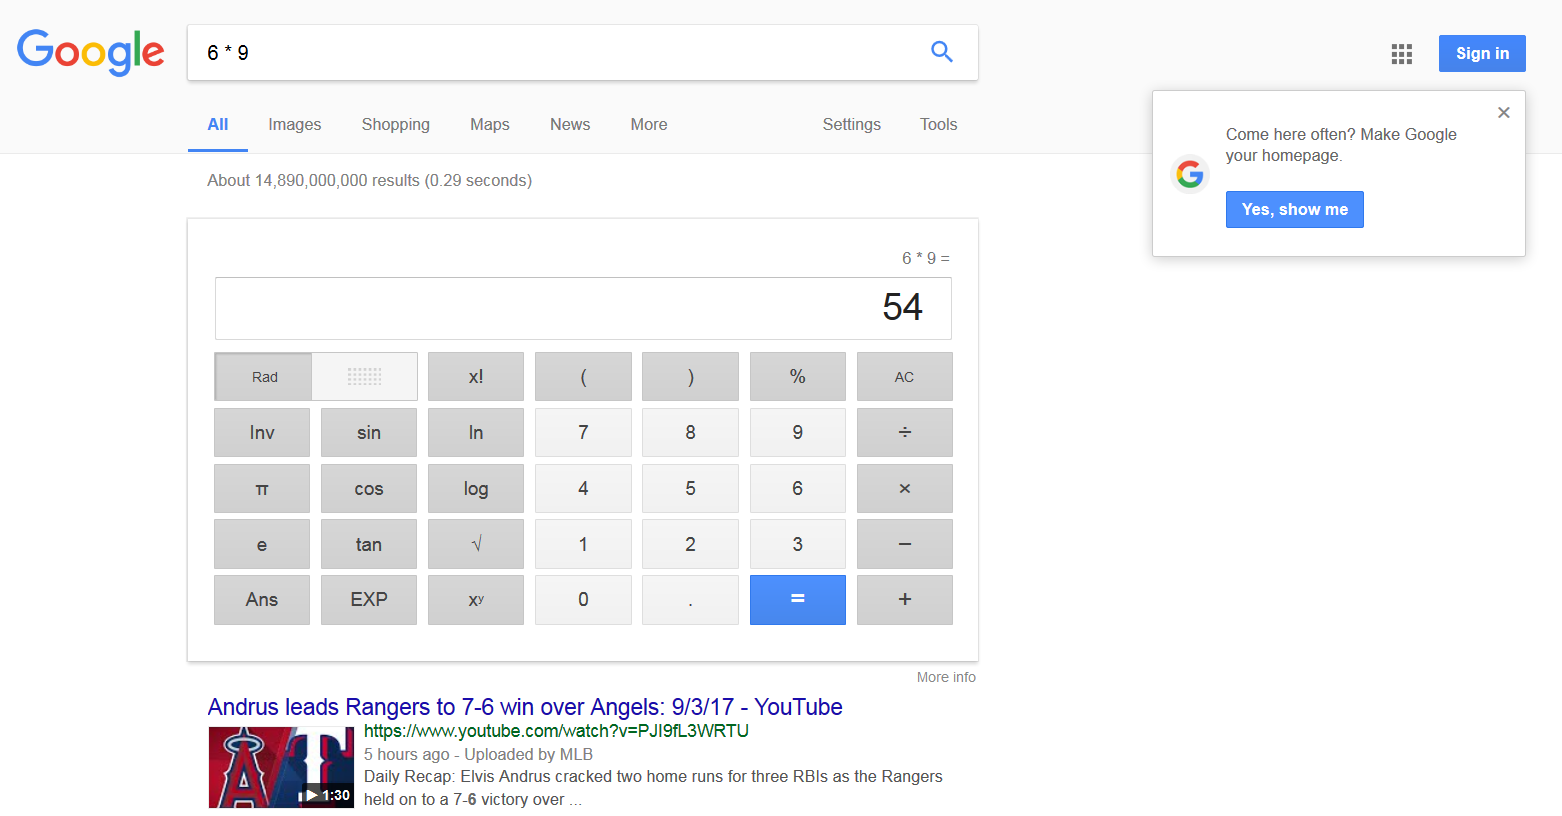 Google
6 * 9
Sign in
All Images Shopping Maps News More Settings Tools
Come here often? Make Google
your homepage.
Yes, show me
About 14,890,000,000 results (0.29 seconds)
6 * 9 =
54
Rad x! ( ) % AC
Inv sin ln 7 8 9 ÷
π cos log 4 5 6 ×
e tan √ 1 2 3 −
Ans EXP xy 0 . = +
More info
Andrus leads Rangers to 7-6 win over Angels: 9/3/17 - YouTube
https://www.youtube.com/watch?v=PJI9fL3WRTU
5 hours ago - Uploaded by MLB
Daily Recap: Elvis Andrus cracked two home runs for three RBIs as the Rangers
held on to a 7-6 victory over ...
A T
1:30